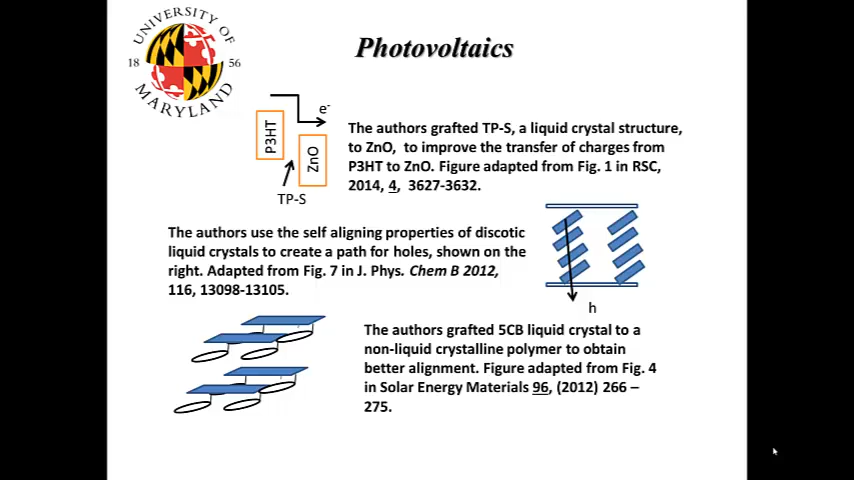 UNIVERSITY OF
18 56
MARYLAND
Photovoltaics
e-
P3HT
ZnO
TP-S
The authors grafted TP-S, a liquid crystal structure,
to ZnO, to improve the transfer of charges from
P3HT to ZnO. Figure adapted from Fig. 1 in RSC,
2014, 4, 3627-3632.
The authors use the self aligning properties of discotic
liquid crystals to create a path for holes, shown on the
right. Adapted from Fig. 7 in J. Phys. Chem B 2012,
116, 13098-13105.
h
The authors grafted 5CB liquid crystal to a
non-liquid crystalline polymer to obtain
better alignment. Figure adapted from Fig. 4
in Solar Energy Materials 96, (2012) 266 –
275.